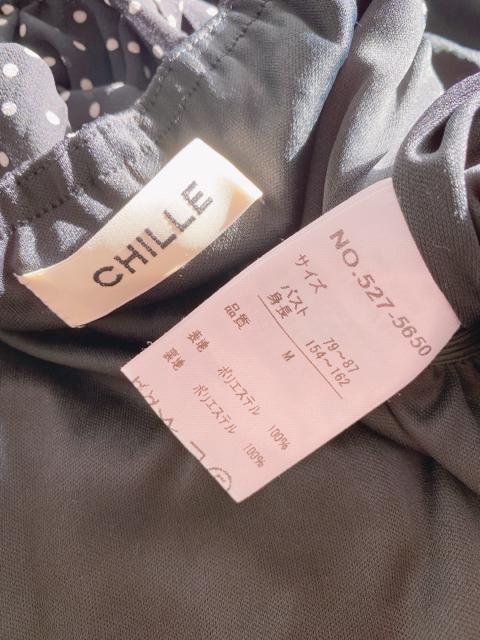 CHILLE
NO.527-5650
サイズ
バスト 79~87
身長 154~162
M
品質
表地 ポリエステル 100%
裏地 ポリエステル 100%